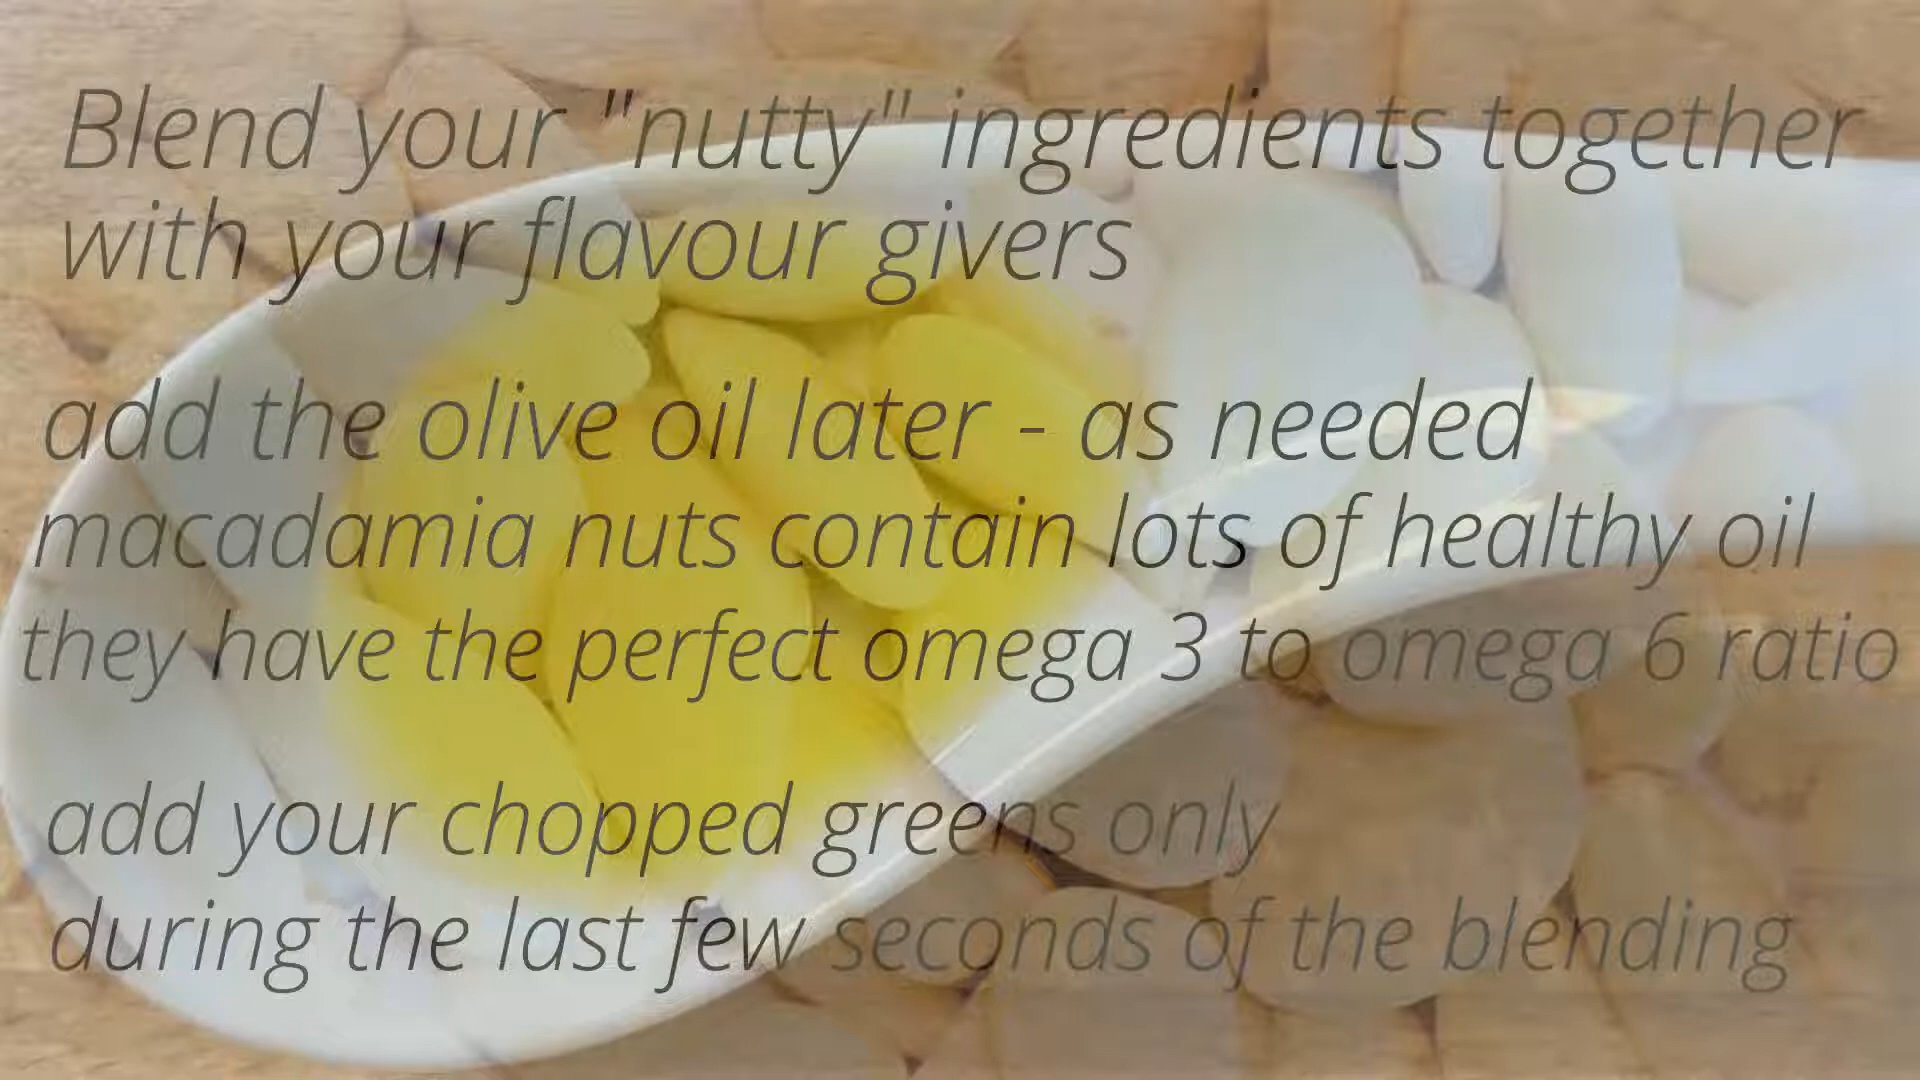 Blend your "nutty" ingredients together
with your flavour givers
add the olive oil later - as needed
macadamia nuts contain lots of healthy oil
they have the perfect omega 3 to omega 6 ratio
add your chopped greens only
during the last few seconds of the blending